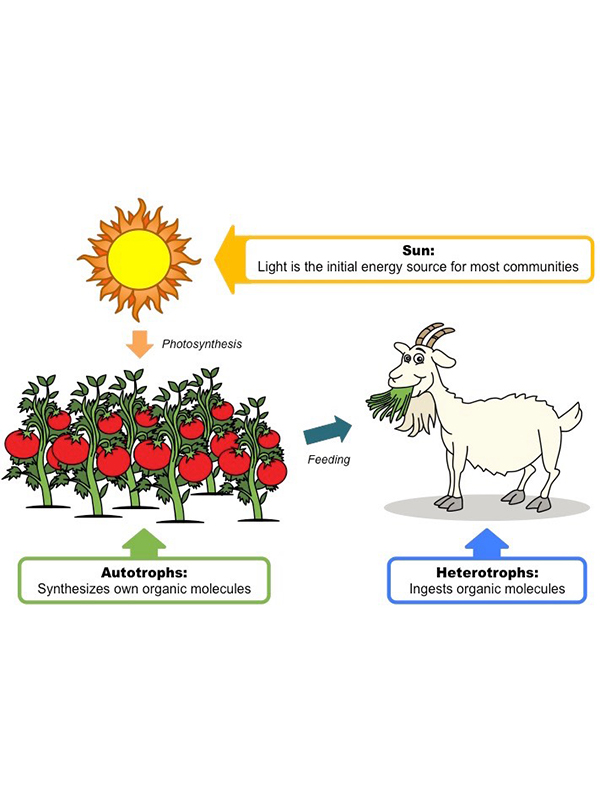 Sun:
Light is the initial energy source for most communities
Photosynthesis
Feeding
Autotrophs:
Synthesizes own organic molecules
Heterotrophs:
Ingests organic molecules